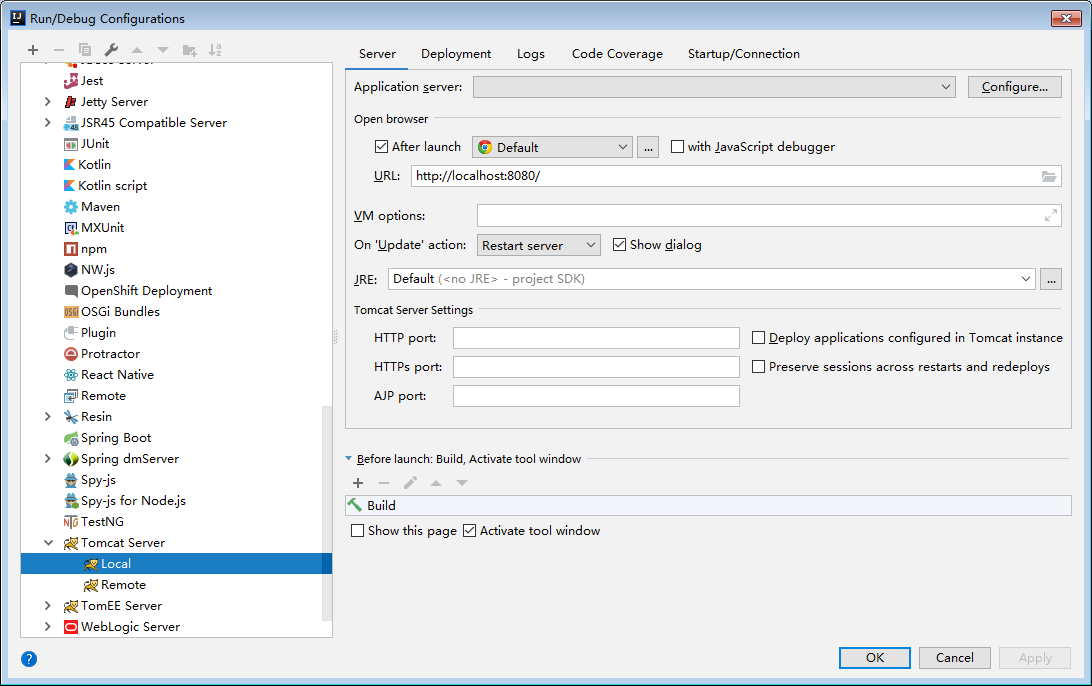 Run/Debug Configurations
Server Deployment Logs Code Coverage Startup/Connection
Jest
Jetty Server
JSR45 Compatible Server
JUnit
Kotlin
Kotlin script
Maven
MXUnit
npm
NW.js
OpenShift Deployment
OSGi Bundles
Plugin
Protractor
React Native
Remote
Resin
Spring Boot
Spring dmServer
Spy-js
Spy-js for Node.js
TestNG
Tomcat Server
Local
Remote
TomEE Server
WebLogic Server
Application server: Configure...
Open browser
After launch Default ... with JavaScript debugger
URL: http://localhost:8080/
VM options:
On 'Update' action: Restart server Show dialog
JRE: Default (<no JRE> - project SDK) ...
Tomcat Server Settings
HTTP port: Deploy applications configured in Tomcat instance
HTTPs port: Preserve sessions across restarts and redeploys
AJP port:
Before launch: Build, Activate tool window
Build
Show this page Activate tool window
? OK Cancel Apply